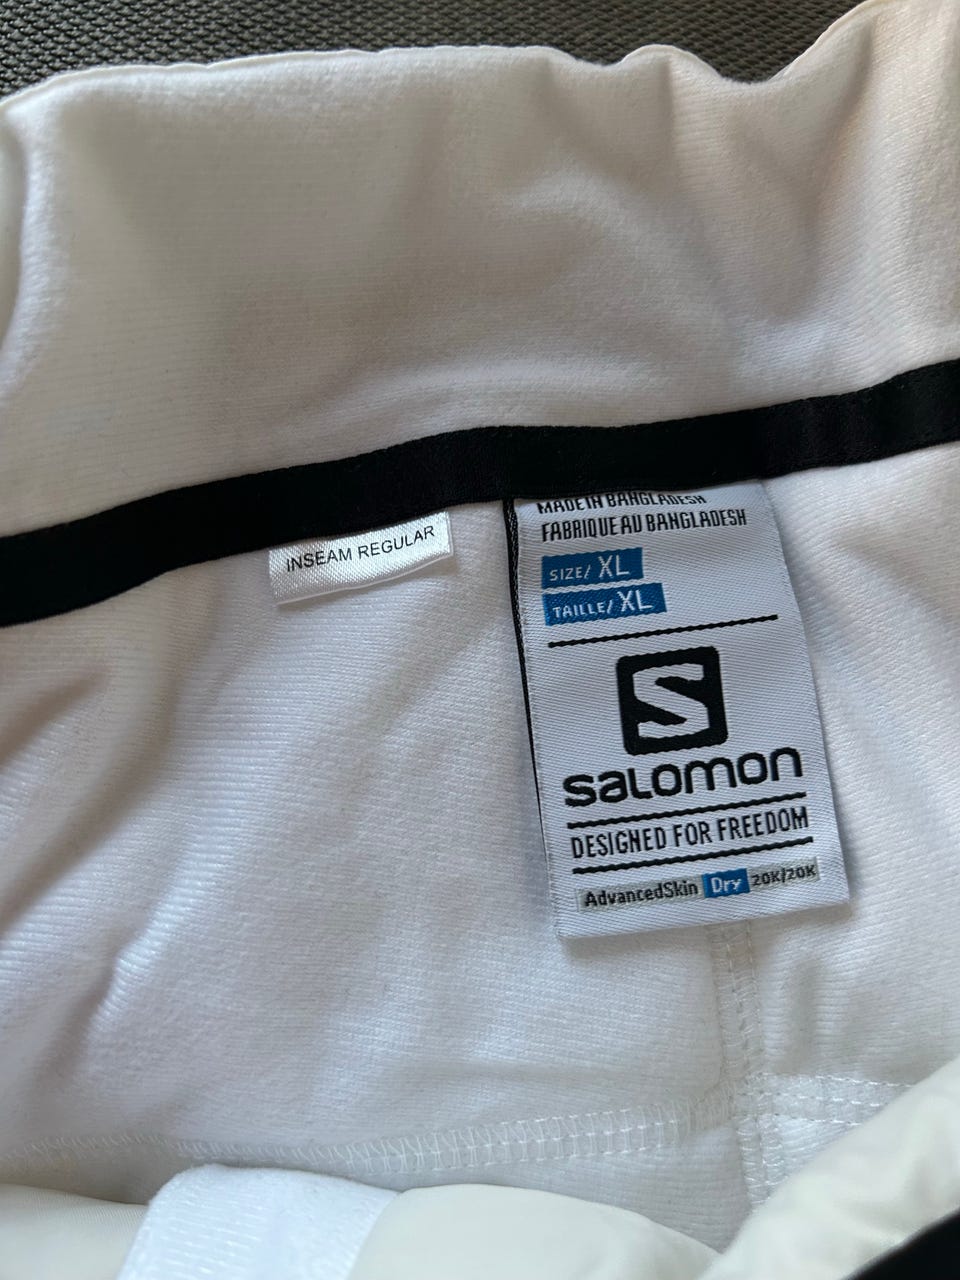 INSEAM REGULAR
MADE IN BANGLADESH
FABRIQUE AU BANGLADESH
SIZE/ XL
TAILLE/ XL
S
SALOMON
DESIGNED FOR FREEDOM
AdvancedSkin Dry 20K/20K